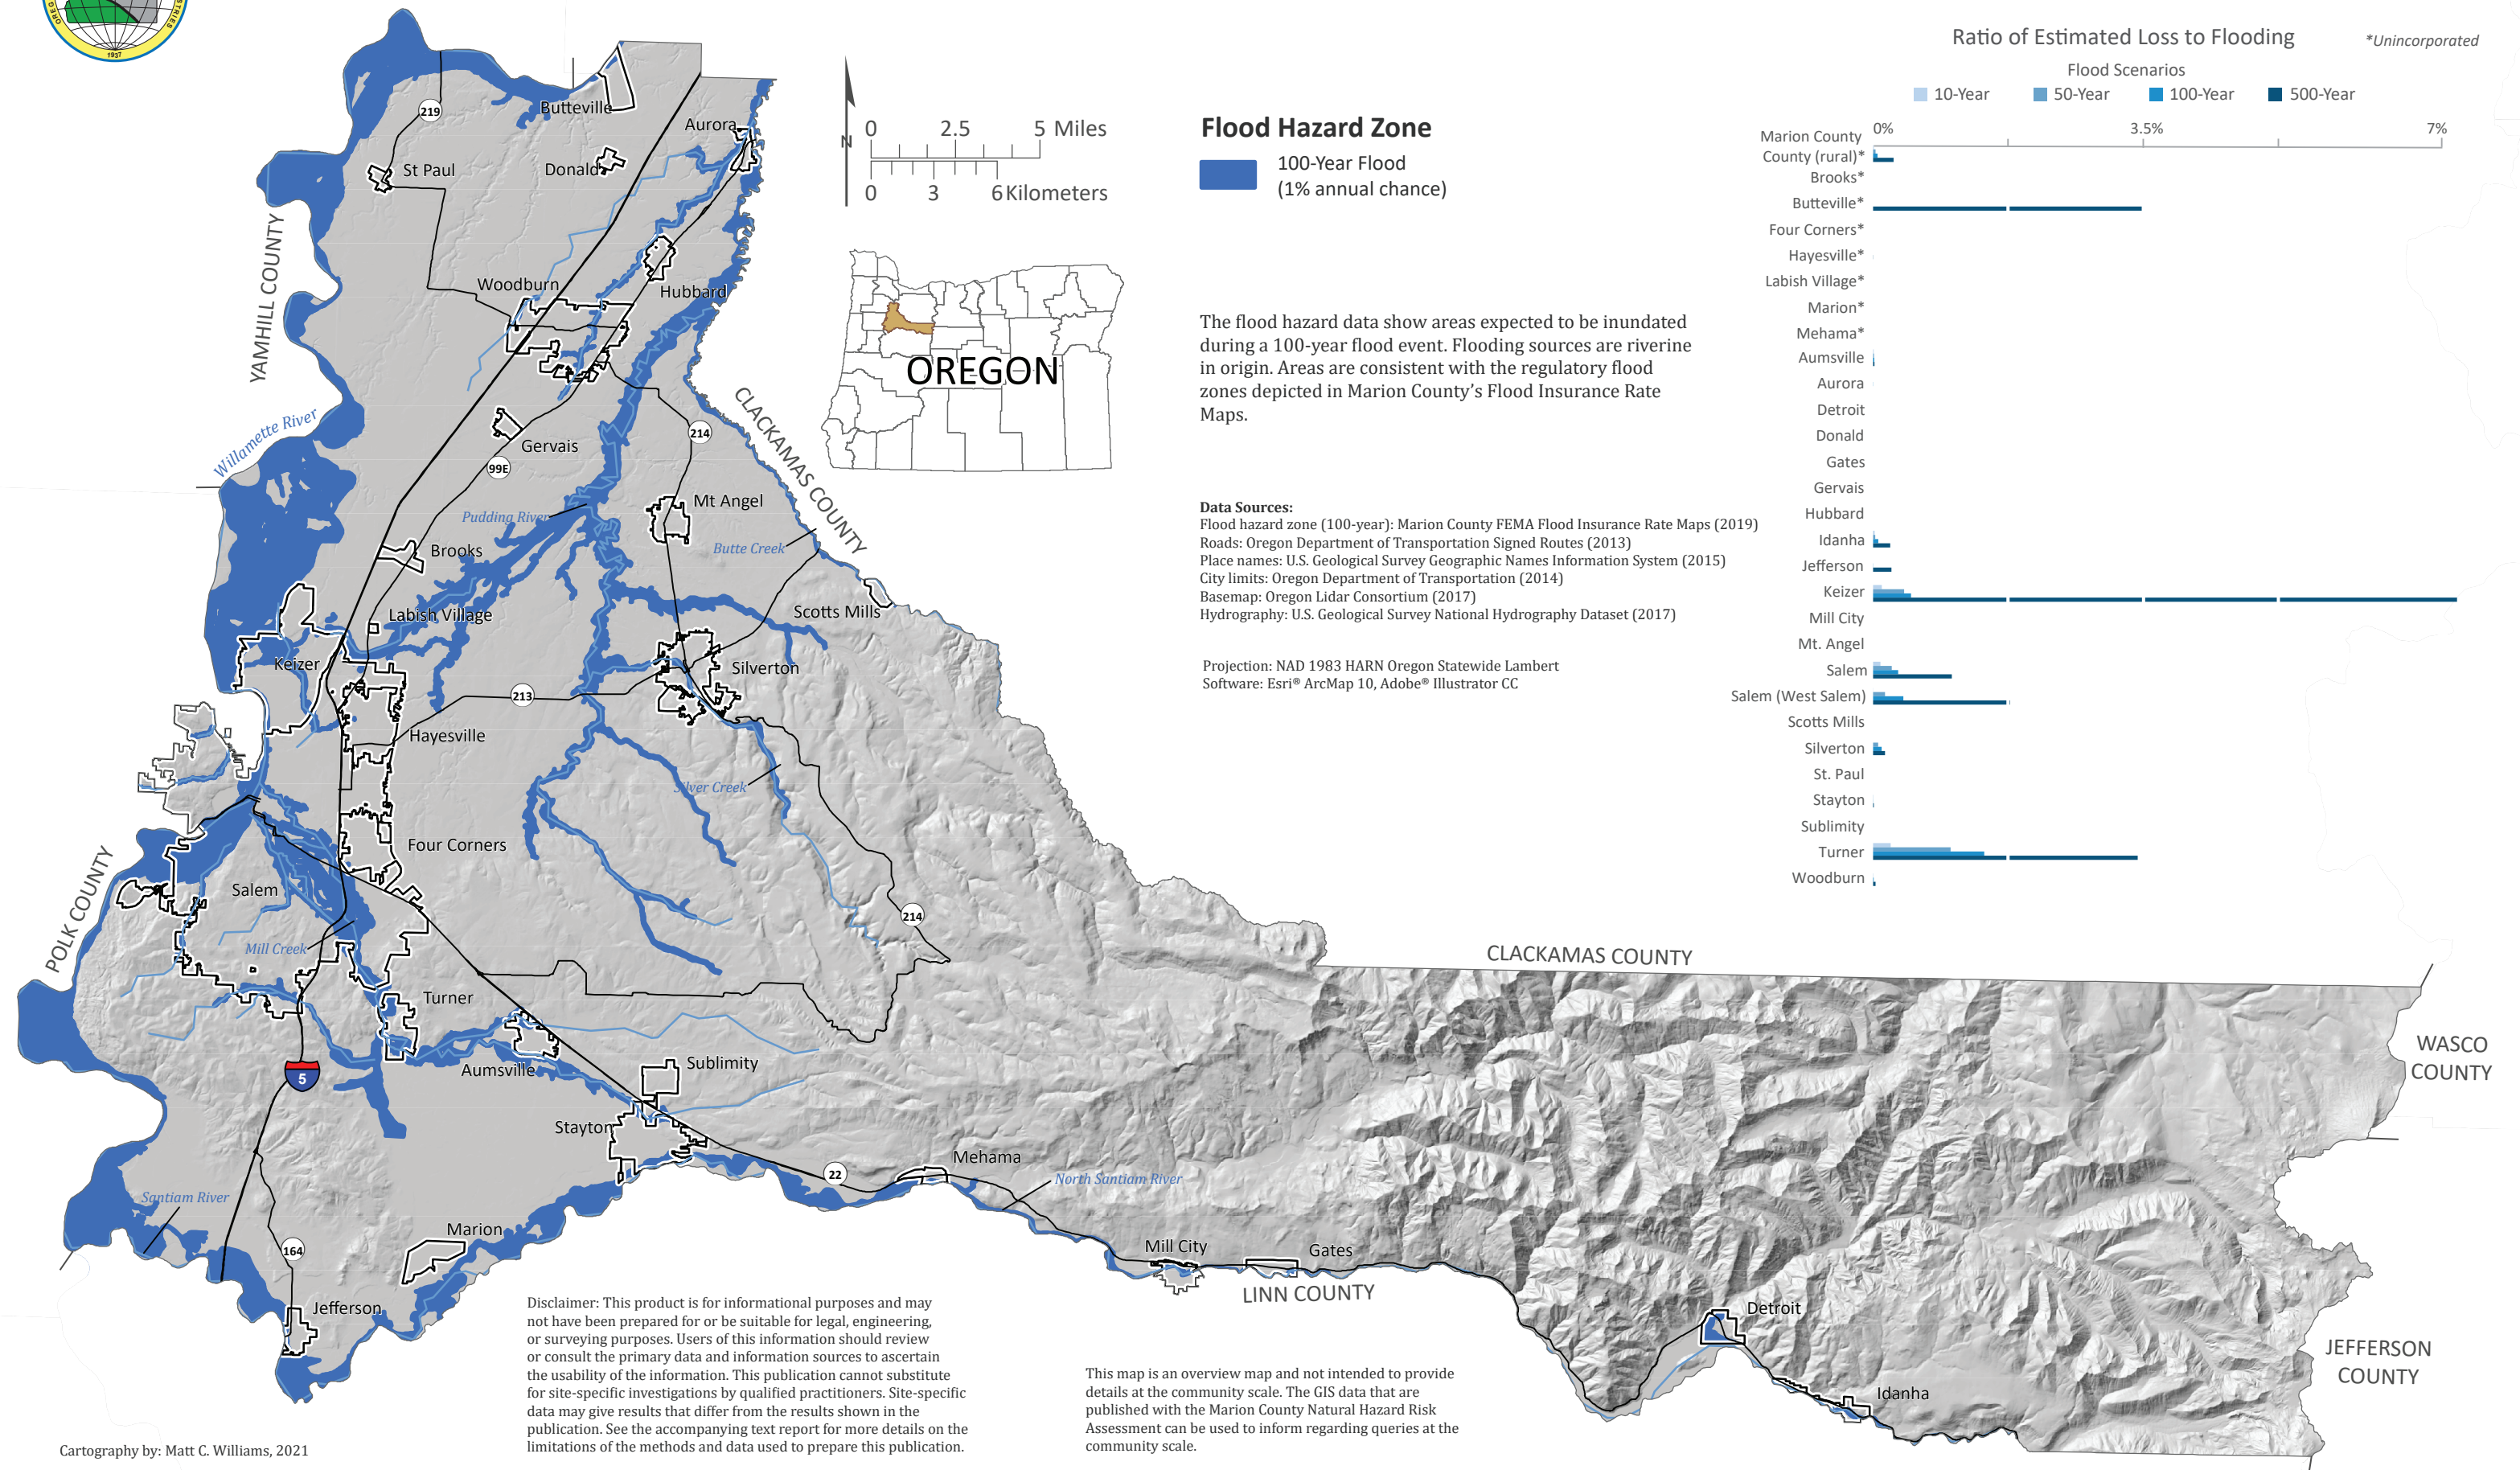 OREG
STRIES
1937
Ratio of Estimated Loss to Flooding
*Unincorporated
Flood Scenarios
10-Year
50-Year
100-Year
500-Year
0%
3.5%
7%
Marion County
County (rural)*
Brooks*
Butteville*
Four Corners*
Hayesville*
Labish Village*
Marion*
Mehama*
Aumsville
Aurora
Detroit
Donald
Gates
Gervais
Hubbard
Idanha
Jefferson
Keizer
Mill City
Mt. Angel
Salem
Salem (West Salem)
Scotts Mills
Silverton
St. Paul
Stayton
Sublimity
Turner
Woodburn
Flood Hazard Zone
100-Year Flood
(1% annual chance)
The flood hazard data show areas expected to be inundated
during a 100-year flood event. Flooding sources are riverine
in origin. Areas are consistent with the regulatory flood
zones depicted in Marion County's Flood Insurance Rate
Maps.
Data Sources:
Flood hazard zone (100-year): Marion County FEMA Flood Insurance Rate Maps (2019)
Roads: Oregon Department of Transportation Signed Routes (2013)
Place names: U.S. Geological Survey Geographic Names Information System (2015)
City limits: Oregon Department of Transportation (2014)
Basemap: Oregon Lidar Consortium (2017)
Hydrography: U.S. Geological Survey National Hydrography Dataset (2017)
Projection: NAD 1983 HARN Oregon Statewide Lambert
Software: Esri® ArcMap 10, Adobe® Illustrator CC
N
0 2.5 5 Miles
0 3 6 Kilometers
OREGON
Butteville
219
Aurora
St Paul
Donald
YAMHILL COUNTY
Woodburn
Hubbard
Willamette River
CLACKAMAS COUNTY
Gervais
214
99E
Mt Angel
Pudding River
Butte Creek
Brooks
Labish Village
Scotts Mills
Keizer
Silverton
213
Hayesville
Silver Creek
Four Corners
POLK COUNTY
Salem
214
Mill Creek
CLACKAMAS COUNTY
Turner
WASCO
COUNTY
5
Aumsville
Sublimity
Stayton
Mehama
22
North Santiam River
Santiam River
Marion
164
Mill City
Gates
LINN COUNTY
Jefferson
Detroit
JEFFERSON
COUNTY
Idanha
Disclaimer: This product is for informational purposes and may
not have been prepared for or be suitable for legal, engineering,
or surveying purposes. Users of this information should review
or consult the primary data and information sources to ascertain
the usability of the information. This publication cannot substitute
for site-specific investigations by qualified practitioners. Site-specific
data may give results that differ from the results shown in the
publication. See the accompanying text report for more details on the
limitations of the methods and data used to prepare this publication.
This map is an overview map and not intended to provide
details at the community scale. The GIS data that are
published with the Marion County Natural Hazard Risk
Assessment can be used to inform regarding queries at the
community scale.
Cartography by: Matt C. Williams, 2021